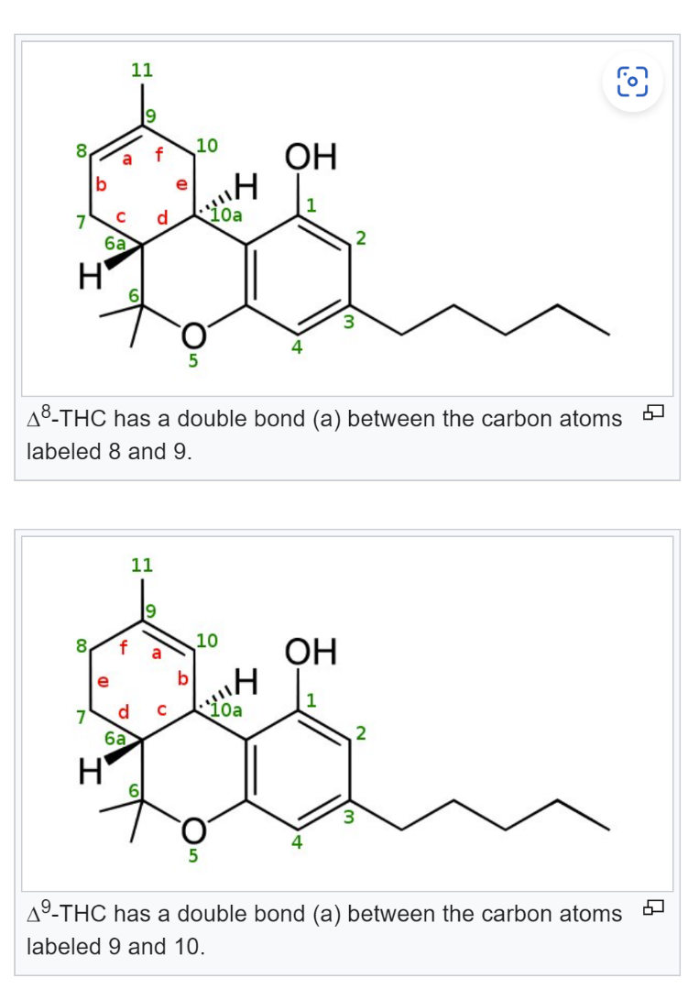 11
9
8
10
a
f
OH
b
e
H
1
7
c
d
10a
2
6a
H
6
O
3
5
4
Δ⁸-THC has a double bond (a) between the carbon atoms
labeled 8 and 9.
11
9
8
10
f
a
OH
e
b
H
1
7
d
c
10a
2
6a
H
6
O
3
5
4
Δ⁹-THC has a double bond (a) between the carbon atoms
labeled 9 and 10.